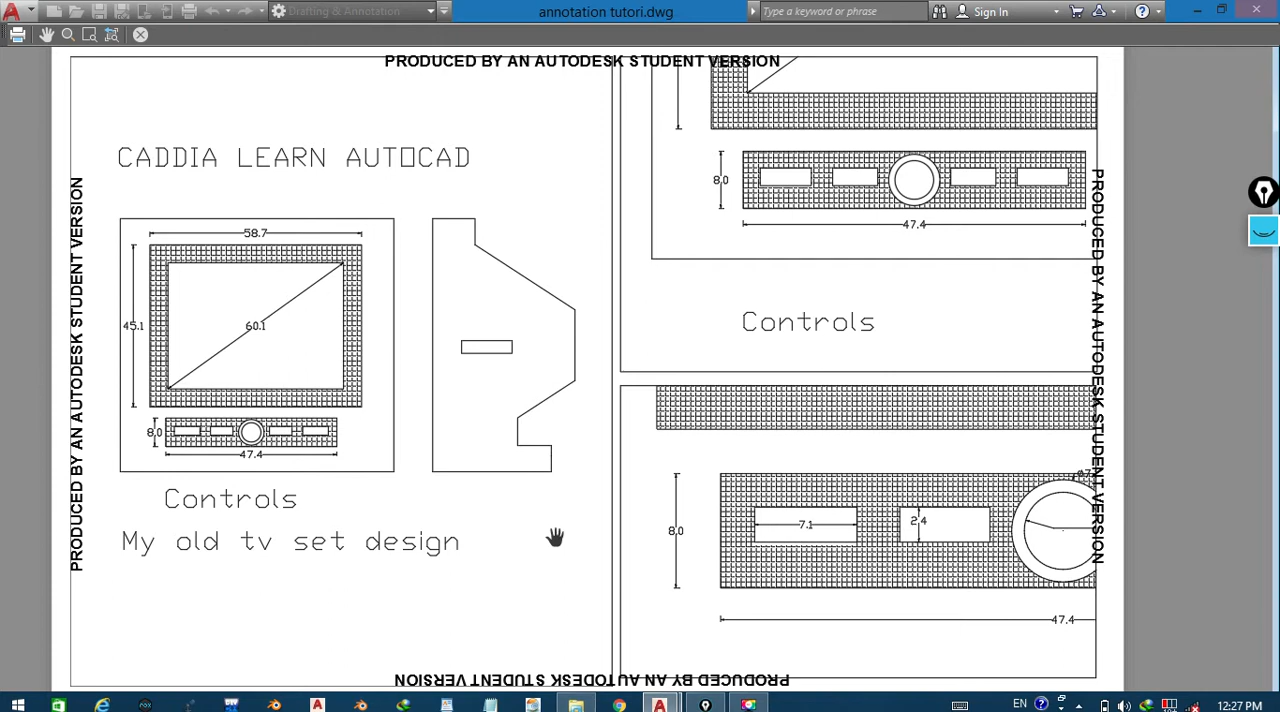 Drafting & Annotation
annotation tutori.dwg
Type a keyword or phrase
Sign In
PRODUCED BY AN AUTODESK STUDENT VERSION
CADDIA LEARN AUTOCAD
58.7
45.1
60.1
8.0
47.4
Controls
My old tv set design
8.0
47.4
Controls
8.0
7.1
2.4
47.4
PRODUCED BY AN AUTODESK STUDENT VERSION
PRODUCED BY AN AUTODESK STUDENT VERSION
PRODUCED BY AN AUTODESK STUDENT VERSION
EN
12:27 PM